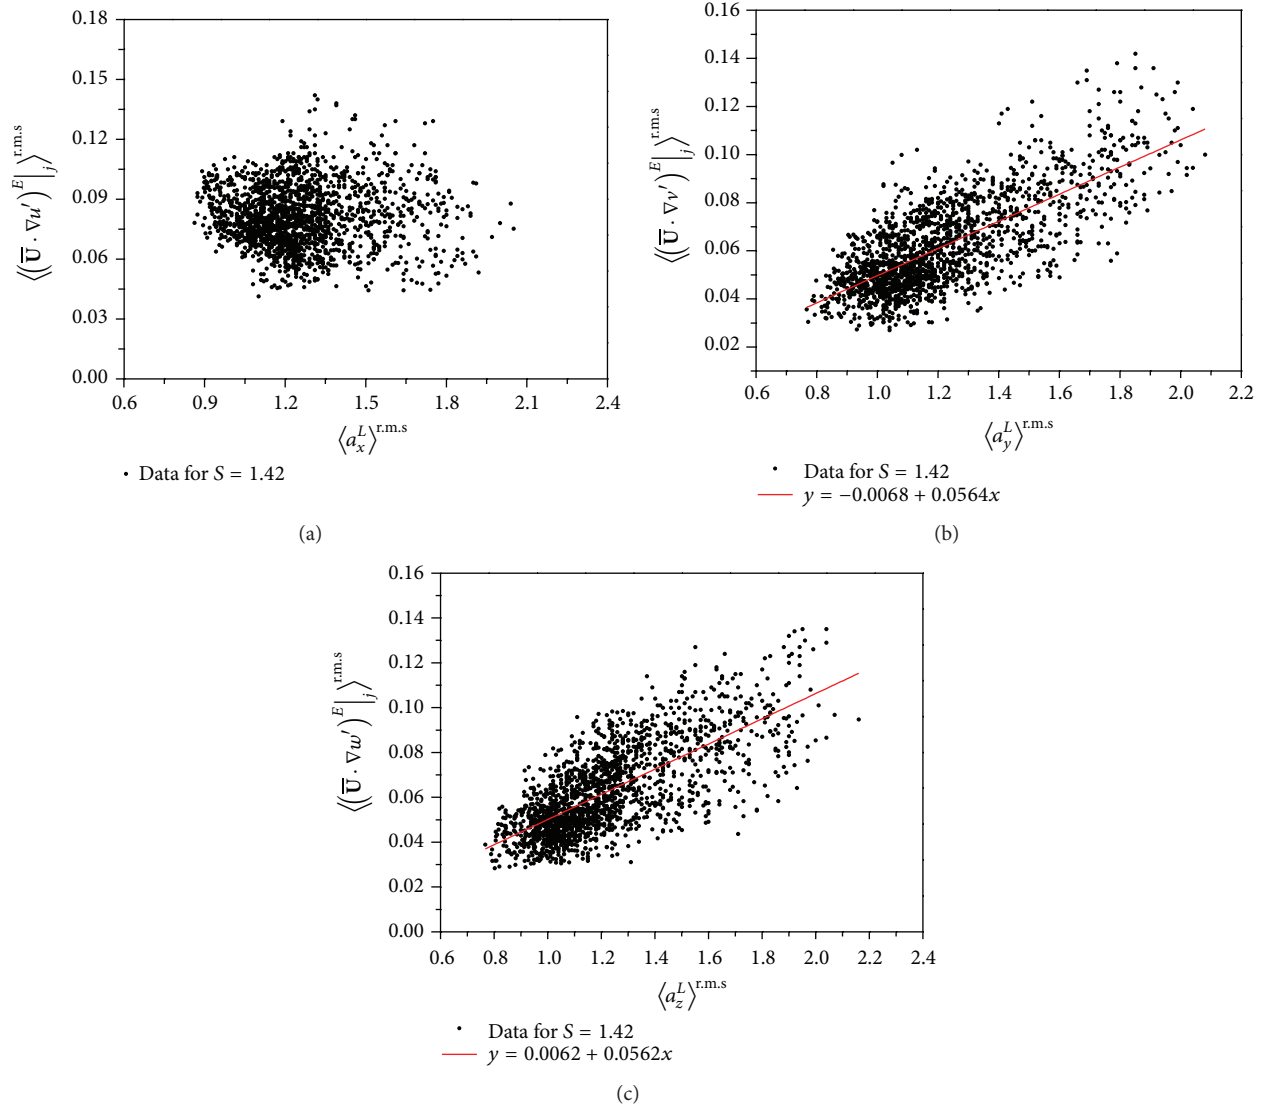 0.18
0.15
0.12
0.09
0.06
0.03
0.00
⟨(U̅ · ∇u′)^E|_j⟩^r.m.s
0.6 0.9 1.2 1.5 1.8 2.1 2.4
⟨a_x^L⟩^r.m.s
Data for S = 1.42
(a)
0.16
0.14
0.12
0.10
0.08
0.06
0.04
0.02
⟨(U̅ · ∇v′)^E|_j⟩^r.m.s
0.6 0.8 1.0 1.2 1.4 1.6 1.8 2.0 2.2
⟨a_y^L⟩^r.m.s
Data for S = 1.42
y = −0.0068 + 0.0564x
(b)
0.16
0.14
0.12
0.10
0.08
0.06
0.04
0.02
0.00
⟨(U̅ · ∇w′)^E|_j⟩^r.m.s
0.6 0.8 1.0 1.2 1.4 1.6 1.8 2.0 2.2 2.4
⟨a_z^L⟩^r.m.s
Data for S = 1.42
y = 0.0062 + 0.0562x
(c)